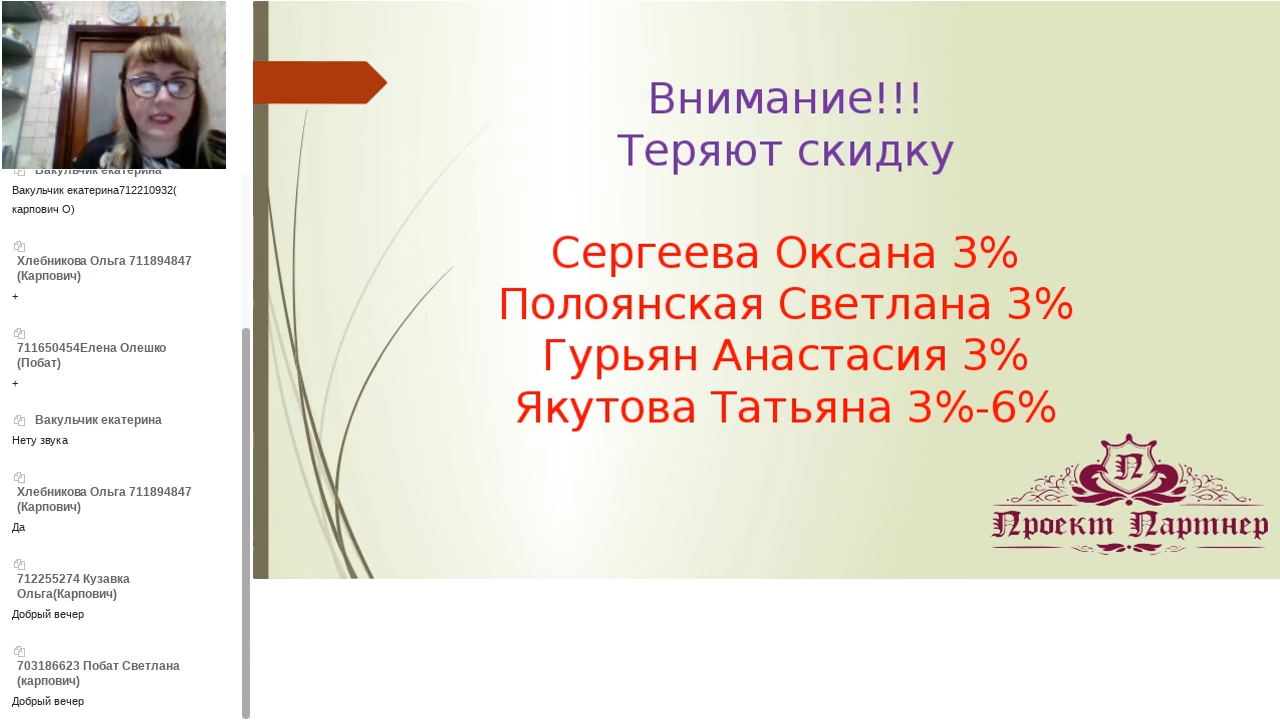 Вакульчик екатерина
Вакульчик екатерина712210932(
карпович О)
Хлебникова Ольга 711894847
(Карпович)
+
711650454Елена Олешко
(Побат)
+
Вакульчик екатерина
Нету звука
Хлебникова Ольга 711894847
(Карпович)
Да
712255274 Кузавка
Ольга(Карпович)
Добрый вечер
703186623 Побат Светлана
(карпович)
Добрый вечер
Внимание!!!
Теряют скидку
Сергеева Оксана 3%
Полоянская Светлана 3%
Гурьян Анастасия 3%
Якутова Татьяна 3%-6%
П
Проект Партнер